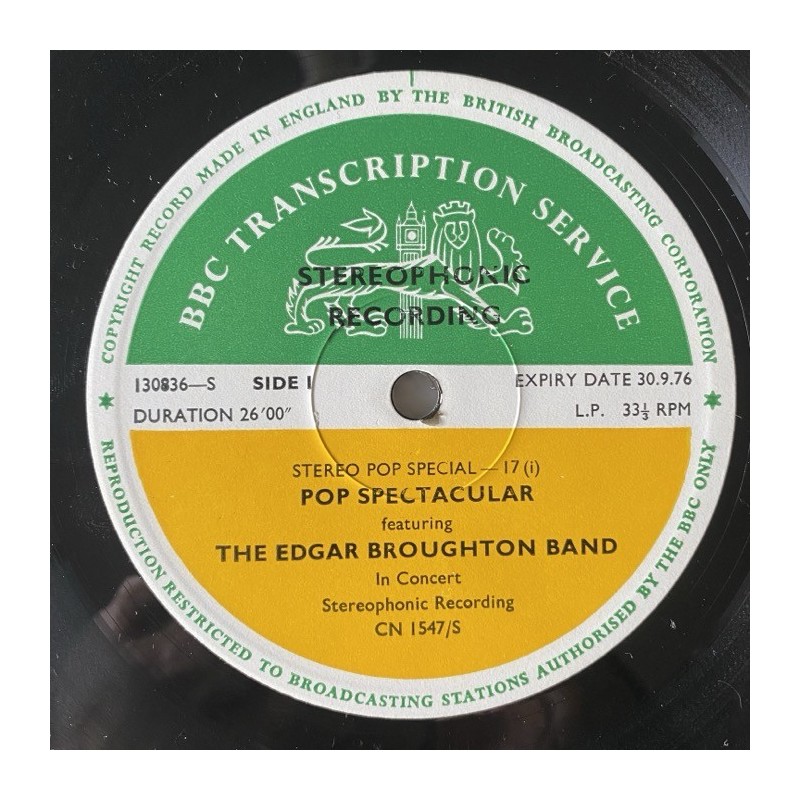 COPYRIGHT RECORD MADE IN ENGLAND BY THE BRITISH BROADCASTING CORPORATION
BBC TRANSCRIPTION SERVICE
STEREOPHONIC
RECORDING
130836—S SIDE I EXPIRY DATE 30.9.76
DURATION 26′00″ L.P. 33⅓ RPM
STEREO POP SPECIAL — 17 (i)
POP SPECTACULAR
featuring
THE EDGAR BROUGHTON BAND
In Concert
Stereophonic Recording
CN 1547/S
REPRODUCTION RESTRICTED TO BROADCASTING STATIONS AUTHORISED BY THE BBC ONLY